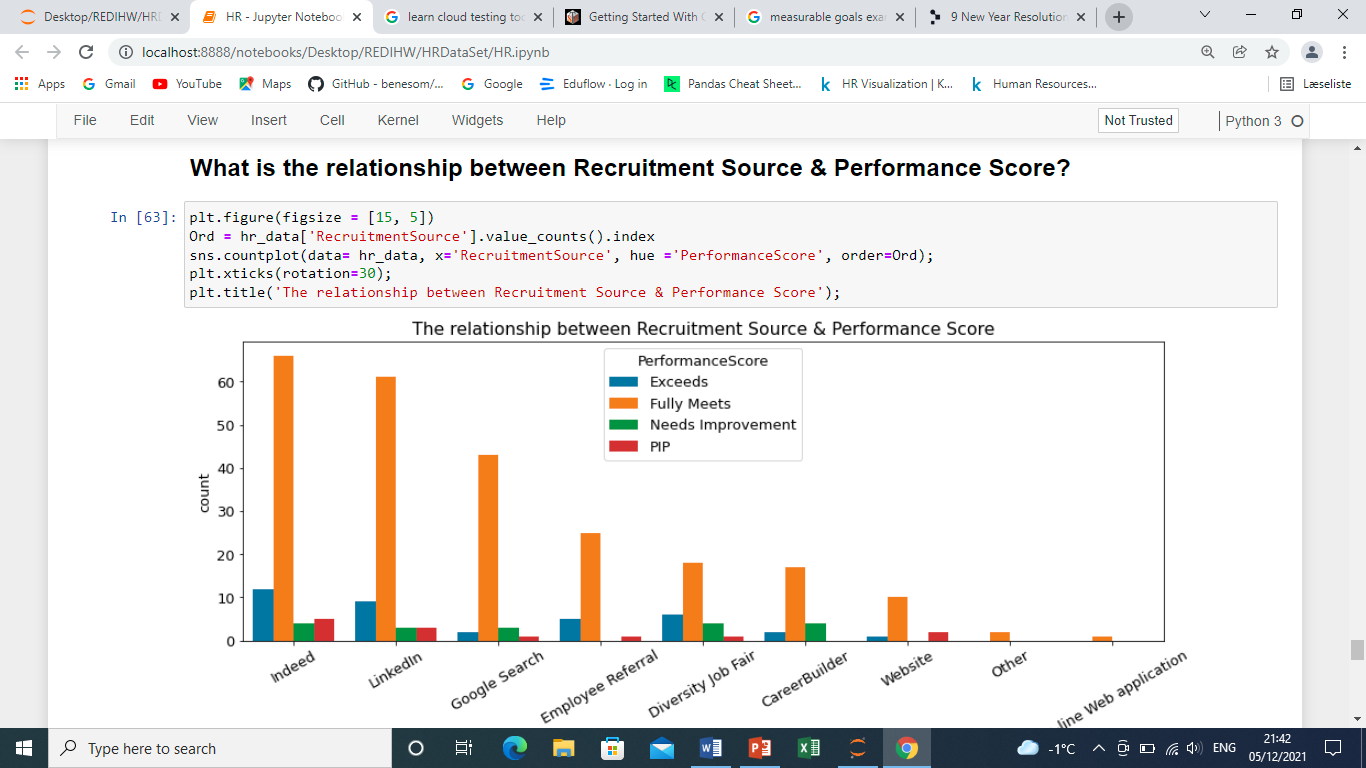 Desktop/REDIHW/HRI
HR - Jupyter Noteboo
learn cloud testing too
Getting Started With C
measurable goals exa
9 New Year Resolution
localhost:8888/notebooks/Desktop/REDIHW/HRDataSet/HR.ipynb
Apps
Gmail
YouTube
Maps
GitHub - benesom/...
Google
Eduflow · Log in
Pandas Cheat Sheet...
HR Visualization | K...
Human Resources...
Læseliste
File
Edit
View
Insert
Cell
Kernel
Widgets
Help
Not Trusted
Python 3
What is the relationship between Recruitment Source & Performance Score?
In [63]:
plt.figure(figsize = [15, 5])
Ord = hr_data['RecruitmentSource'].value_counts().index
sns.countplot(data= hr_data, x='RecruitmentSource', hue ='PerformanceScore', order=Ord);
plt.xticks(rotation=30);
plt.title('The relationship between Recruitment Source & Performance Score');
The relationship between Recruitment Source & Performance Score
PerformanceScore
Exceeds
Fully Meets
Needs Improvement
PIP
count
60
50
40
30
20
10
0
Indeed
LinkedIn
Google Search
Employee Referral
Diversity Job Fair
CareerBuilder
Website
Other
line Web application
Type here to search
-1°C
ENG
21:42
05/12/2021